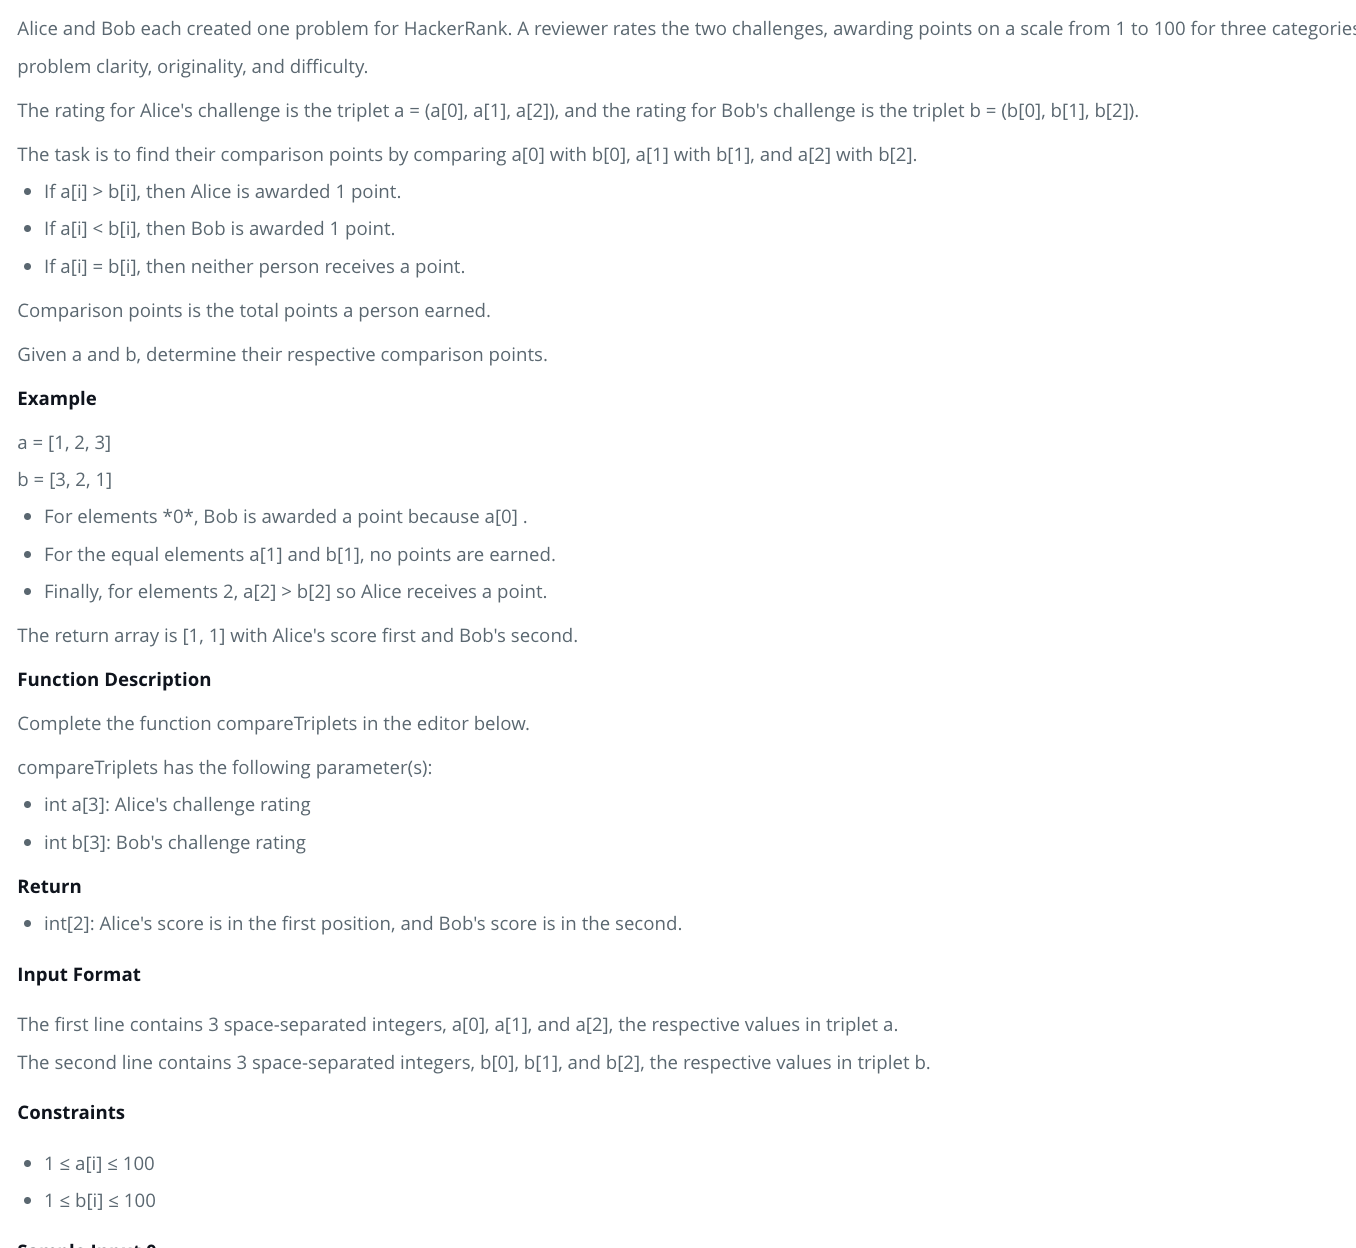 Alice and Bob each created one problem for HackerRank. A reviewer rates the two challenges, awarding points on a scale from 1 to 100 for three categories
problem clarity, originality, and difficulty.
The rating for Alice's challenge is the triplet a = (a[0], a[1], a[2]), and the rating for Bob's challenge is the triplet b = (b[0], b[1], b[2]).
The task is to find their comparison points by comparing a[0] with b[0], a[1] with b[1], and a[2] with b[2].
• If a[i] > b[i], then Alice is awarded 1 point.
• If a[i] < b[i], then Bob is awarded 1 point.
• If a[i] = b[i], then neither person receives a point.
Comparison points is the total points a person earned.
Given a and b, determine their respective comparison points.
Example
a = [1, 2, 3]
b = [3, 2, 1]
• For elements *0*, Bob is awarded a point because a[0] .
• For the equal elements a[1] and b[1], no points are earned.
• Finally, for elements 2, a[2] > b[2] so Alice receives a point.
The return array is [1, 1] with Alice's score first and Bob's second.
Function Description
Complete the function compareTriplets in the editor below.
compareTriplets has the following parameter(s):
• int a[3]: Alice's challenge rating
• int b[3]: Bob's challenge rating
Return
• int[2]: Alice's score is in the first position, and Bob's score is in the second.
Input Format
The first line contains 3 space-separated integers, a[0], a[1], and a[2], the respective values in triplet a.
The second line contains 3 space-separated integers, b[0], b[1], and b[2], the respective values in triplet b.
Constraints
• 1 ≤ a[i] ≤ 100
• 1 ≤ b[i] ≤ 100
Sample Input 0